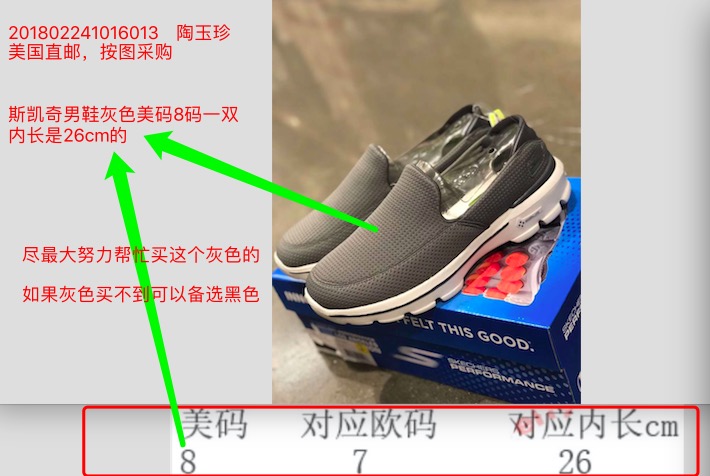 201802241016013 陶玉珍
美国直邮，按图采购
斯凯奇男鞋灰色美码8码一双
内长是26cm的
尽最大努力帮忙买这个灰色的
如果灰色买不到可以备选黑色
FELT THIS GOOD.
SKECHERS
PERFORMANCE
SKECHERS
PERFORMANCE
美码 对应欧码 对应内长cm
8 7 26